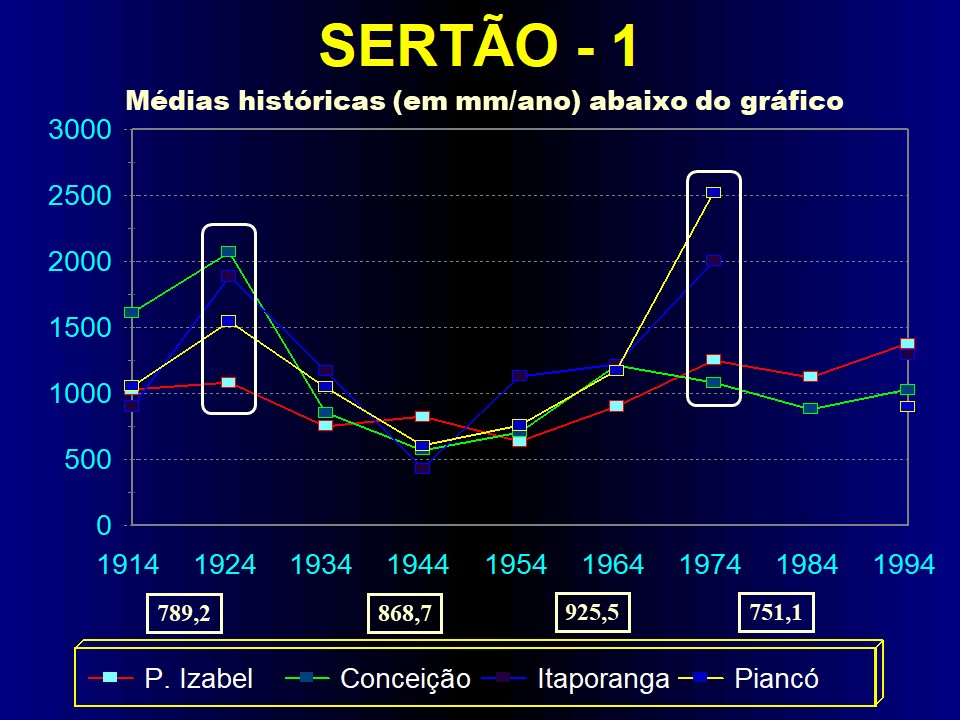 SERTÃO - 1
Médias históricas (em mm/ano) abaixo do gráfico
3000
2500
2000
1500
1000
500
0
1914 1924 1934 1944 1954 1964 1974 1984 1994
789,2 868,7 925,5 751,1
P. Izabel Conceição Itaporanga Piancó